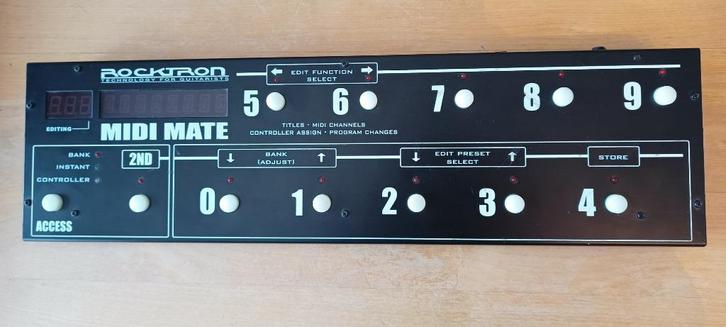 ROCKTRON
TECHNOLOGY FOR GUITARISTS
EDITING
MIDI MATE
EDIT FUNCTION
SELECT
5 6 7 8 9
TITLES • MIDI CHANNELS
CONTROLLER ASSIGN • PROGRAM CHANGES
BANK
INSTANT
CONTROLLER
2ND
ACCESS
BANK
(ADJUST)
EDIT PRESET
SELECT
STORE
0 1 2 3 4